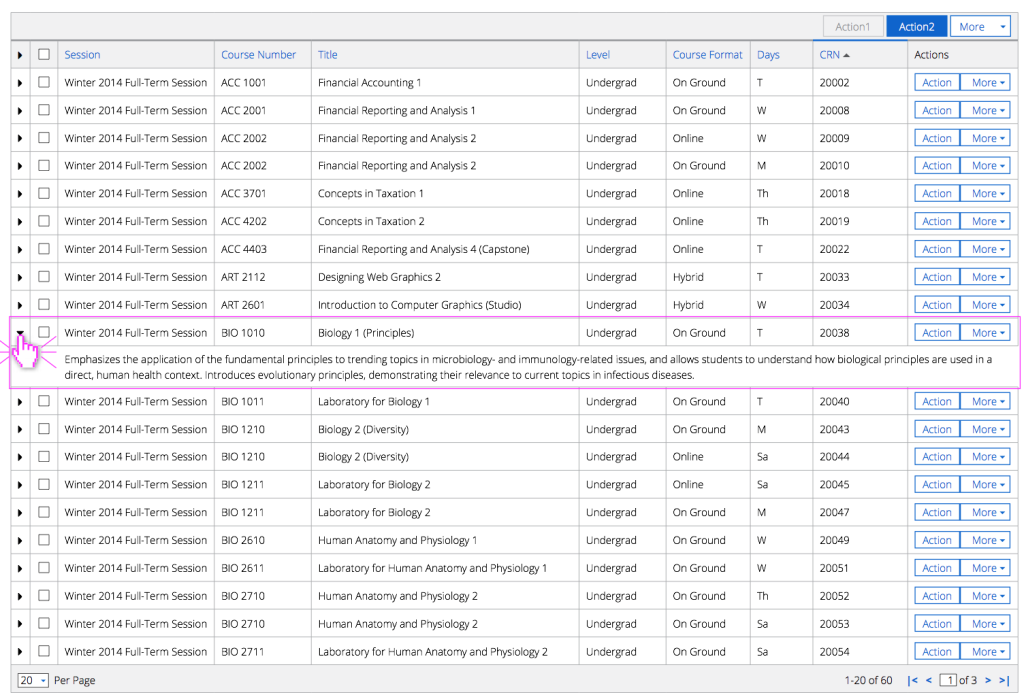 Action1 Action2 More
Session Course Number Title Level Course Format Days CRN Actions
Winter 2014 Full-Term Session ACC 1001 Financial Accounting 1 Undergrad On Ground T 20002 Action More
Winter 2014 Full-Term Session ACC 2001 Financial Reporting and Analysis 1 Undergrad On Ground W 20008 Action More
Winter 2014 Full-Term Session ACC 2002 Financial Reporting and Analysis 2 Undergrad Online W 20009 Action More
Winter 2014 Full-Term Session ACC 2002 Financial Reporting and Analysis 2 Undergrad On Ground M 20010 Action More
Winter 2014 Full-Term Session ACC 3701 Concepts in Taxation 1 Undergrad Online Th 20018 Action More
Winter 2014 Full-Term Session ACC 4202 Concepts in Taxation 2 Undergrad Online Th 20019 Action More
Winter 2014 Full-Term Session ACC 4403 Financial Reporting and Analysis 4 (Capstone) Undergrad Online T 20022 Action More
Winter 2014 Full-Term Session ART 2112 Designing Web Graphics 2 Undergrad Hybrid T 20033 Action More
Winter 2014 Full-Term Session ART 2601 Introduction to Computer Graphics (Studio) Undergrad Hybrid W 20034 Action More
Winter 2014 Full-Term Session BIO 1010 Biology 1 (Principles) Undergrad On Ground T 20038 Action More
Emphasizes the application of the fundamental principles to trending topics in microbiology- and immunology-related issues, and allows students to understand how biological principles are used in a
direct, human health context. Introduces evolutionary principles, demonstrating their relevance to current topics in infectious diseases.
Winter 2014 Full-Term Session BIO 1011 Laboratory for Biology 1 Undergrad On Ground T 20040 Action More
Winter 2014 Full-Term Session BIO 1210 Biology 2 (Diversity) Undergrad On Ground M 20043 Action More
Winter 2014 Full-Term Session BIO 1210 Biology 2 (Diversity) Undergrad Online Sa 20044 Action More
Winter 2014 Full-Term Session BIO 1211 Laboratory for Biology 2 Undergrad Online Sa 20045 Action More
Winter 2014 Full-Term Session BIO 1211 Laboratory for Biology 2 Undergrad On Ground M 20047 Action More
Winter 2014 Full-Term Session BIO 2610 Human Anatomy and Physiology 1 Undergrad On Ground W 20049 Action More
Winter 2014 Full-Term Session BIO 2611 Laboratory for Human Anatomy and Physiology 1 Undergrad On Ground W 20051 Action More
Winter 2014 Full-Term Session BIO 2710 Human Anatomy and Physiology 2 Undergrad On Ground Th 20052 Action More
Winter 2014 Full-Term Session BIO 2710 Human Anatomy and Physiology 2 Undergrad On Ground Sa 20053 Action More
Winter 2014 Full-Term Session BIO 2711 Laboratory for Human Anatomy and Physiology 2 Undergrad On Ground Sa 20054 Action More
20 Per Page 1-20 of 60 |< < 1 of 3 > >|